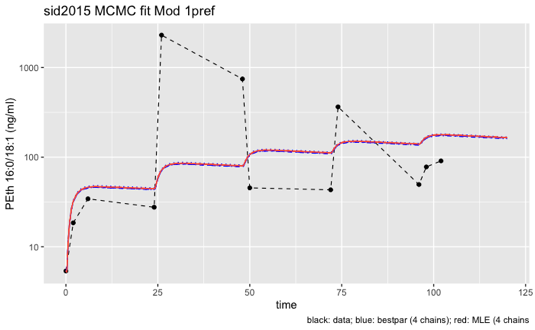 sid2015 MCMC fit Mod 1pref
PEth 16:0/18:1 (ng/ml)
1000
100
10
0
25
50
75
100
125
time
black: data; blue: bestpar (4 chains); red: MLE (4 chains